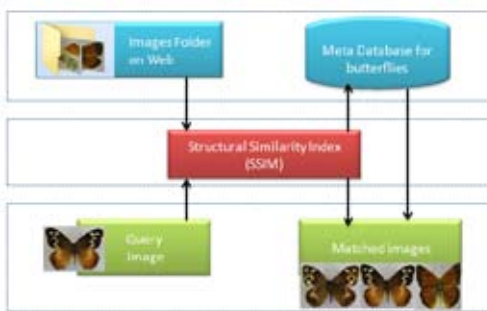 Images Folder
on Web
Meta Database for
butterflies
Structural Similarity Index
(SSIM)
Query
Image
Matched images